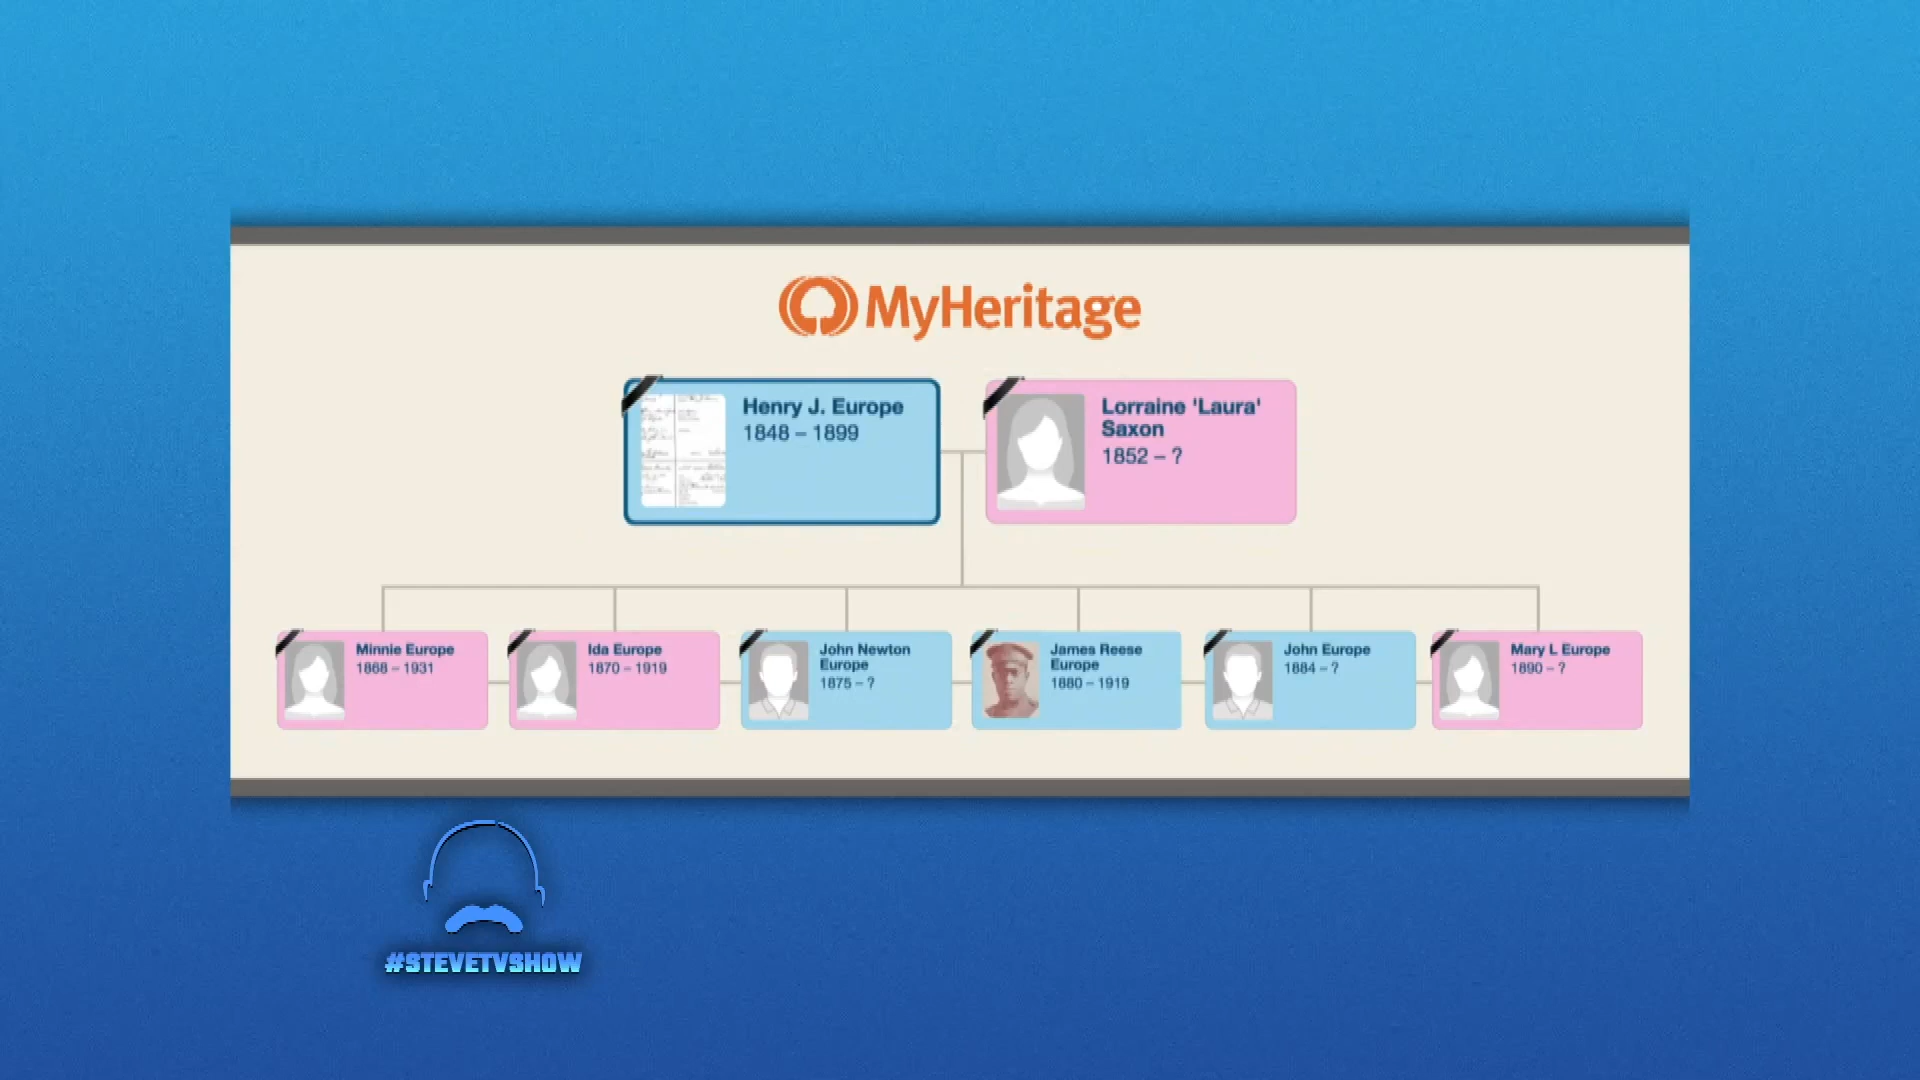 MyHeritage
Henry J. Europe
1848 – 1899
Lorraine 'Laura'
Saxon
1852 – ?
Minnie Europe
1868 – 1931
Ida Europe
1870 – 1919
John Newton
Europe
1875 – ?
James Reese
Europe
1880 – 1919
John Europe
1884 – ?
Mary L Europe
1890 – ?
#STEVETVSHOW